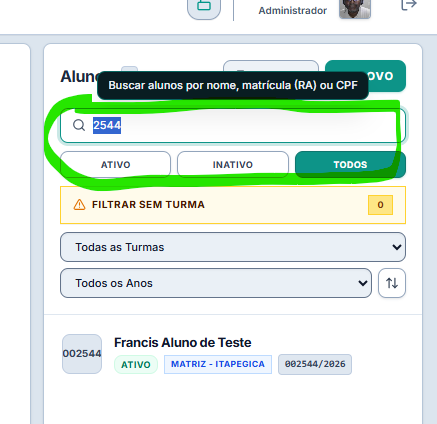 Administrador
Alun
OVO
Buscar alunos por nome, matrícula (RA) ou CPF
2544
ATIVO INATIVO TODOS
FILTRAR SEM TURMA 0
Todas as Turmas
Todos os Anos
002544 Francis Aluno de Teste
ATIVO MATRIZ - ITAPEGICA 002544/2026